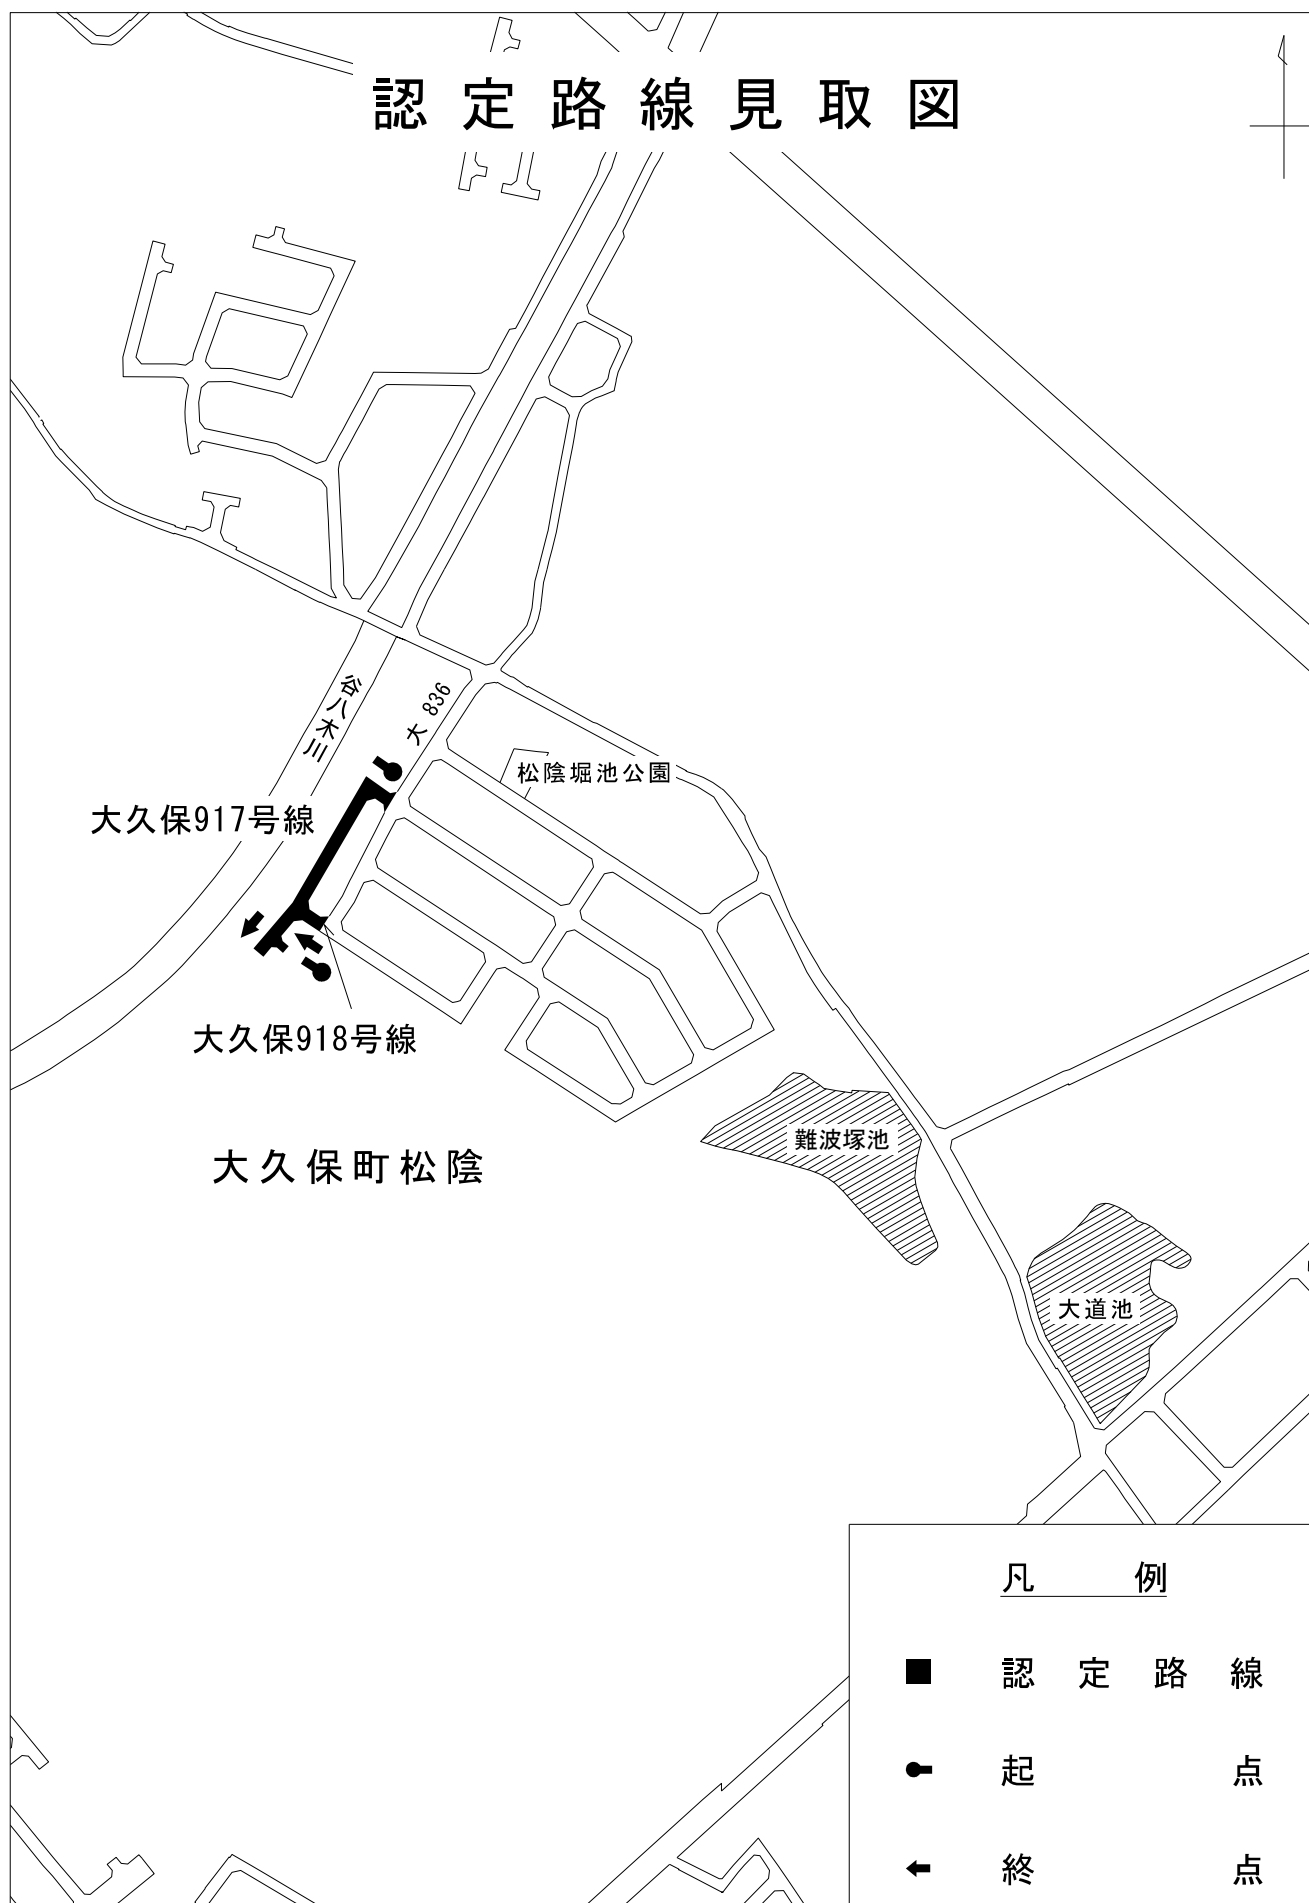 認定路線見取図
大 836
谷八木川
松陰堀池公園
大久保917号線
大久保918号線
難波塚池
大久保町松陰
大道池
凡例
認定路線
起点
終点